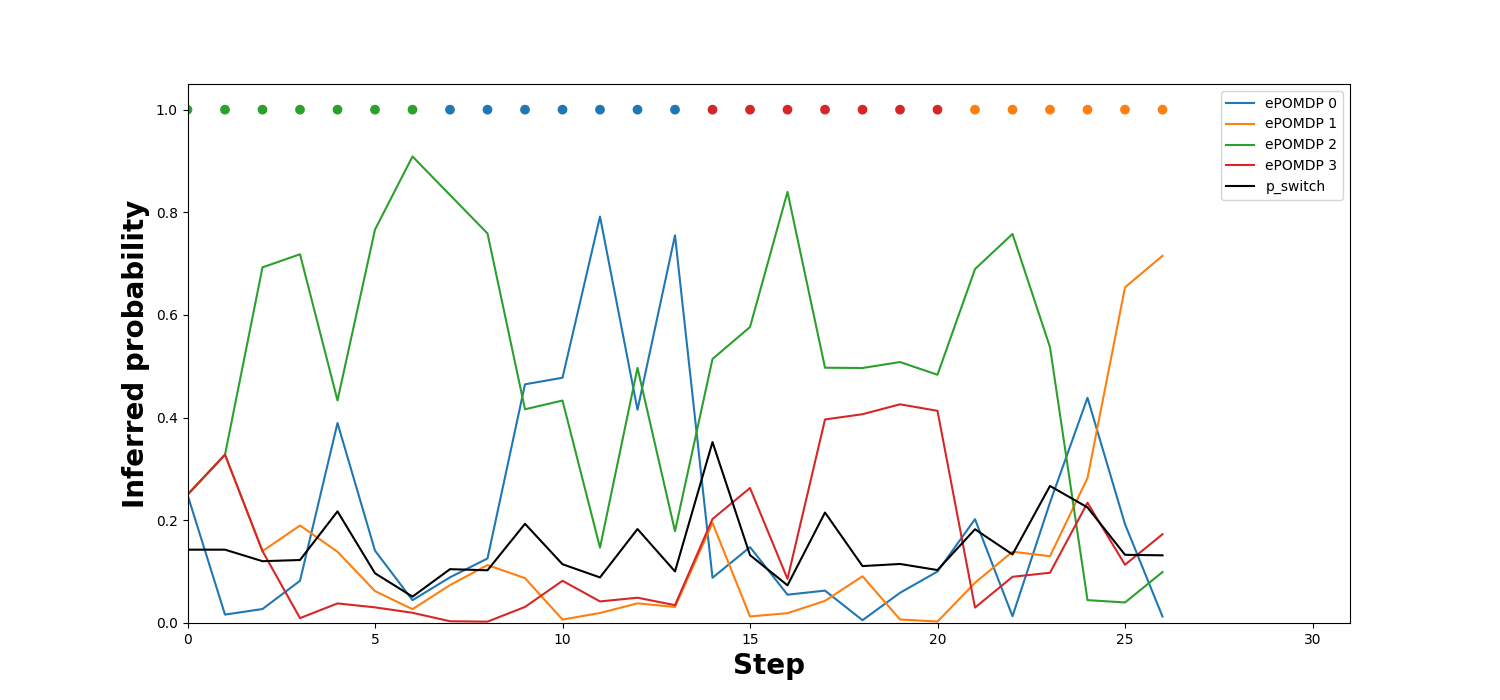 1.0
0.8
0.6
0.4
0.2
0.0
Inferred probability
ePOMDP 0
ePOMDP 1
ePOMDP 2
ePOMDP 3
p_switch
0 5 10 15 20 25 30
Step